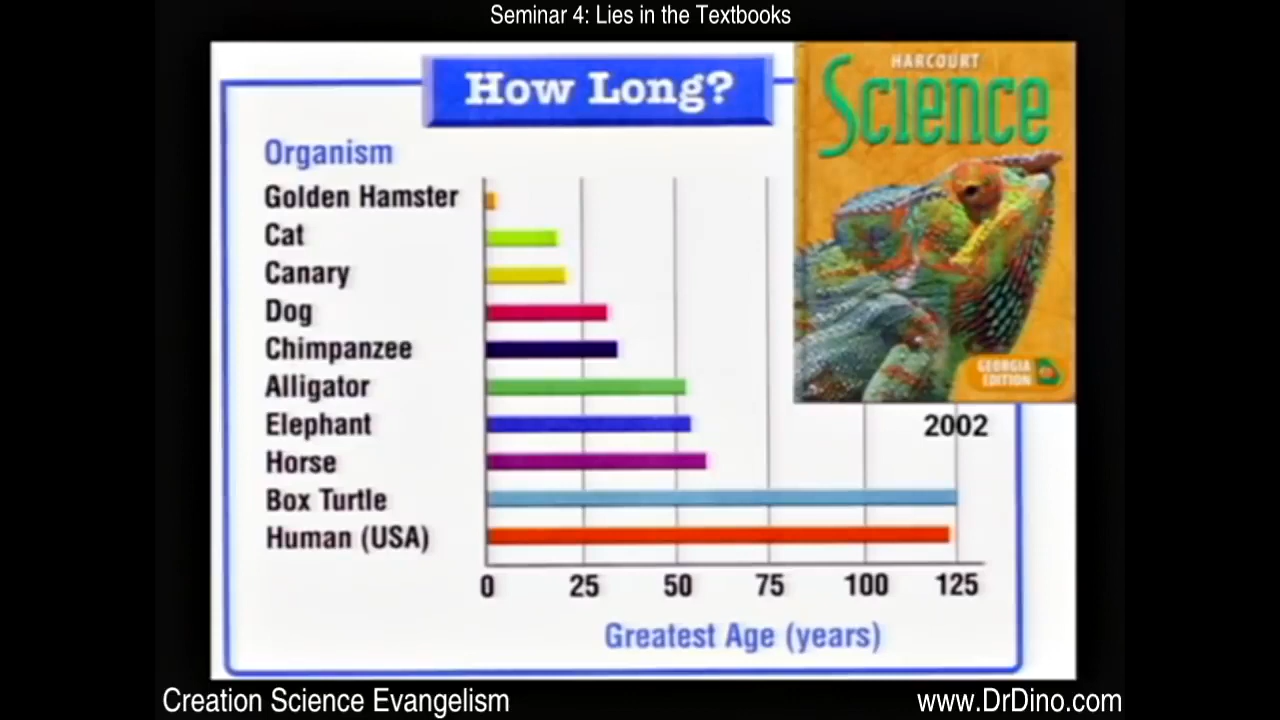 Seminar 4: Lies in the Textbooks
How Long?
HARCOURT
Science
GEORGIA
EDITION
2002
Organism
Golden Hamster
Cat
Canary
Dog
Chimpanzee
Alligator
Elephant
Horse
Box Turtle
Human (USA)
0 25 50 75 100 125
Greatest Age (years)
Creation Science Evangelism
www.DrDino.com